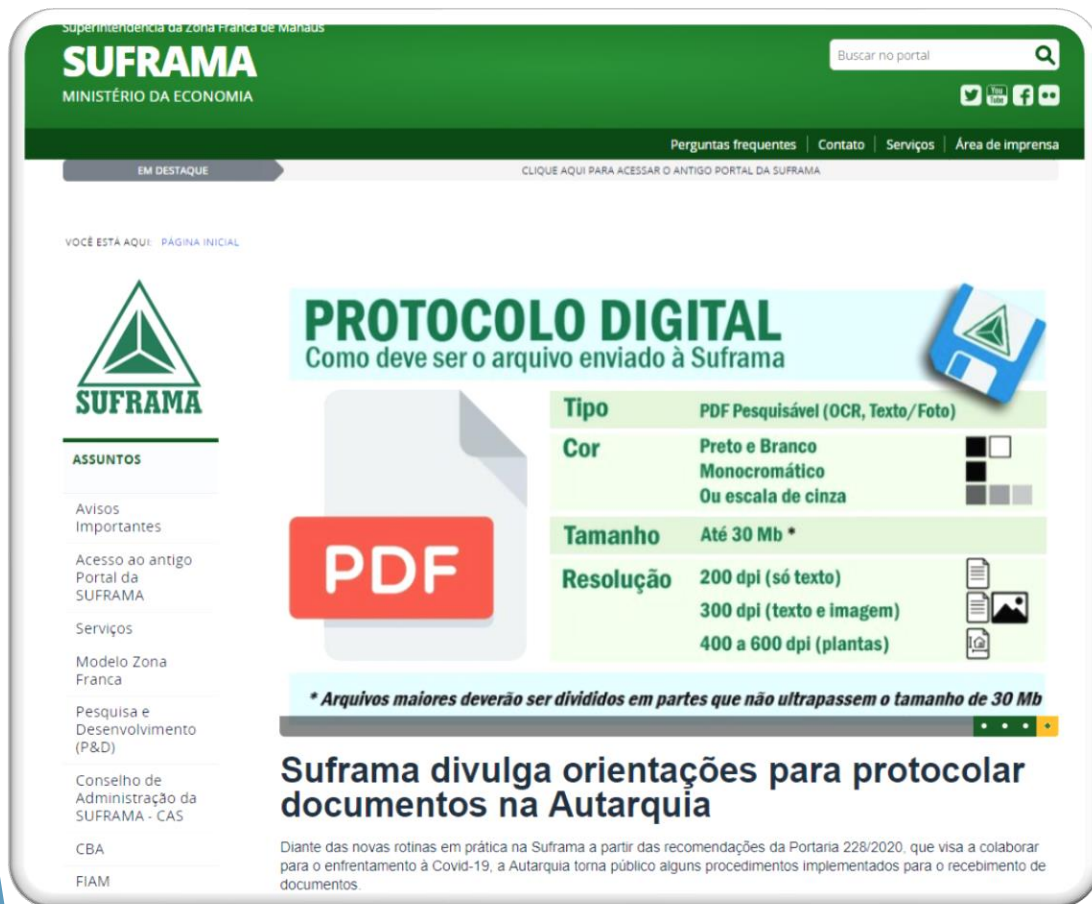 Superintendência da Zona Franca de Manaus
SUFRAMA
MINISTÉRIO DA ECONOMIA
Buscar no portal
You
Tube
Perguntas frequentes
Contato
Serviços
Área de imprensa
EM DESTAQUE
CLIQUE AQUI PARA ACESSAR O ANTIGO PORTAL DA SUFRAMA
VOCÊ ESTÁ AQUI: PÁGINA INICIAL
SUFRAMA
ASSUNTOS
Avisos
Importantes
Acesso ao antigo
Portal da
SUFRAMA
Serviços
Modelo Zona
Franca
Pesquisa e
Desenvolvimento
(P&D)
Conselho de
Administração da
SUFRAMA - CAS
CBA
FIAM
PROTOCOLO DIGITAL
Como deve ser o arquivo enviado à Suframa
PDF
Tipo PDF Pesquisável (OCR, Texto/Foto)
Cor Preto e Branco
Monocromático
Ou escala de cinza
Tamanho Até 30 Mb *
Resolução 200 dpi (só texto)
300 dpi (texto e imagem)
400 a 600 dpi (plantas)
* Arquivos maiores deverão ser divididos em partes que não ultrapassem o tamanho de 30 Mb
Suframa divulga orientações para protocolar
documentos na Autarquia
Diante das novas rotinas em prática na Suframa a partir das recomendações da Portaria 228/2020, que visa a colaborar
para o enfrentamento à Covid-19, a Autarquia torna público alguns procedimentos implementados para o recebimento de
documentos.